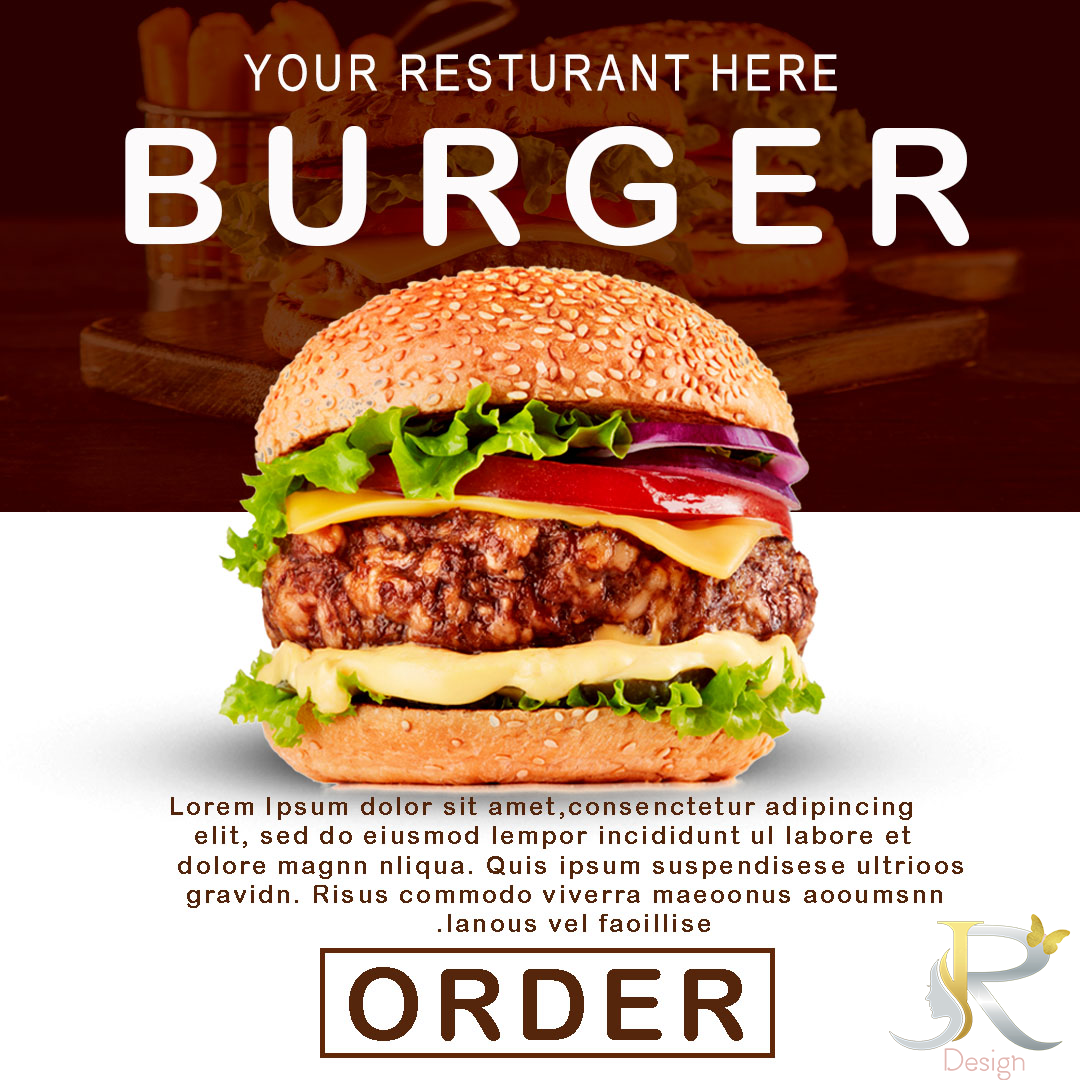 YOUR RESTURANT HERE
BURGER
Lorem Ipsum dolor sit amet,consenctetur adipincing
elit, sed do eiusmod lempor incididunt ul labore et
dolore magnn nliqua. Quis ipsum suspendisese ultrioos
gravidn. Risus commodo viverra maeoonus aooumsnn
.lanous vel faoillise
ORDER
JR
Design